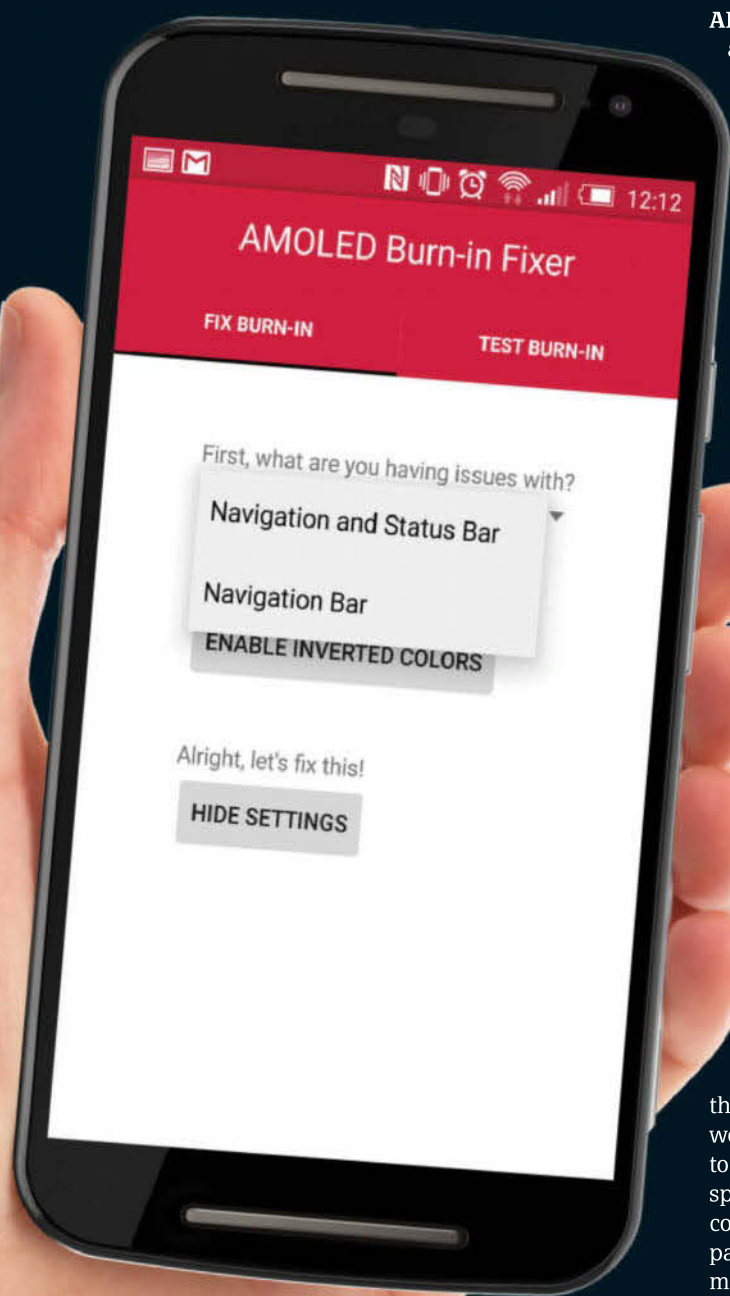 12:12
AMOLED Burn-in Fixer
FIX BURN-IN
TEST BURN-IN
First, what are you having issues with?
Navigation and Status Bar
Navigation Bar
ENABLE INVERTED COLORS
Alright, let's fix this!
HIDE SETTINGS
to